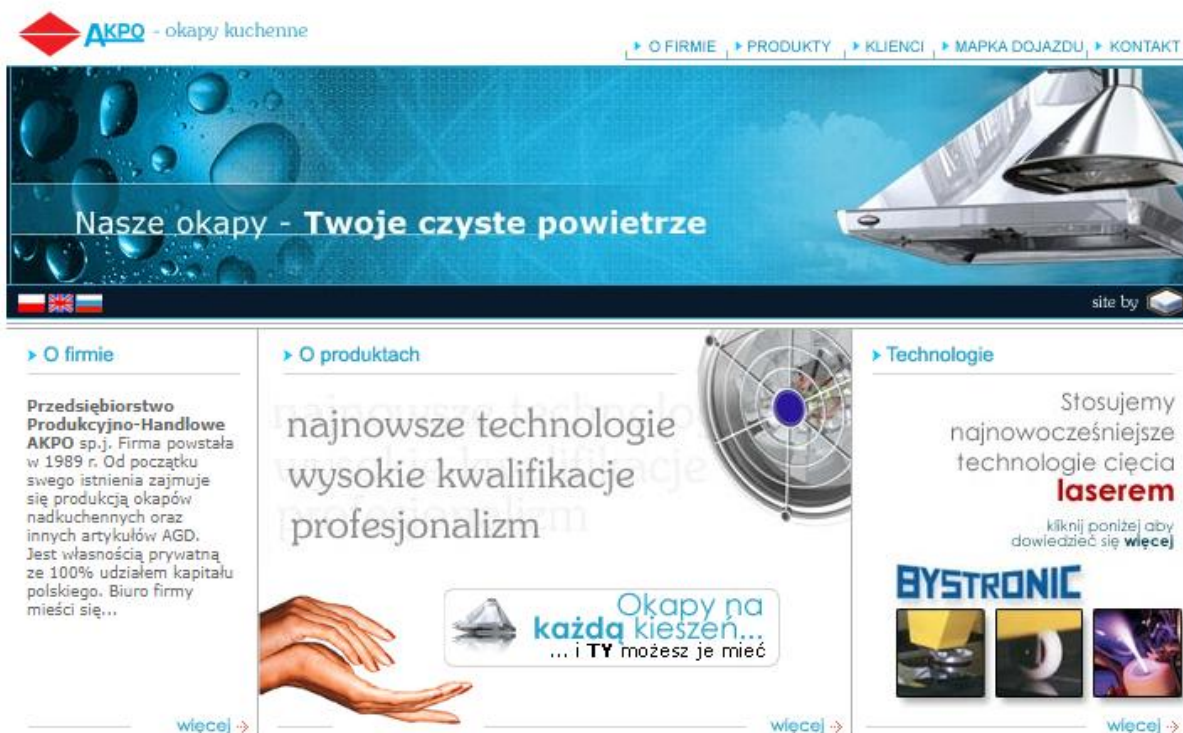 AKPO - okapy kuchenne
O FIRMIE PRODUKTY KLIENCI MAPKA DOJAZDU KONTAKT
Nasze okapy - Twoje czyste powietrze
site by
O firmie
Przedsiębiorstwo
Produkcyjno-Handlowe
AKPO sp.j. Firma powstała
w 1989 r. Od początku
swego istnienia zajmuje
się produkcją okapów
nadkuchennych oraz
innych artykułów AGD.
Jest własnością prywatną
ze 100% udziałem kapitału
polskiego. Biuro firmy
mieści się...
więcej
O produktach
najnowsze technologie
wysokie kwalifikacje
profesjonalizm
Okapy na
każdą kieszeń...
... i TY możesz je mieć
więcej
Technologie
Stosujemy
najnowocześniejsze
technologie cięcia
laserem
kliknij poniżej aby
dowiedzieć się więcej
BYSTRONIC
więcej